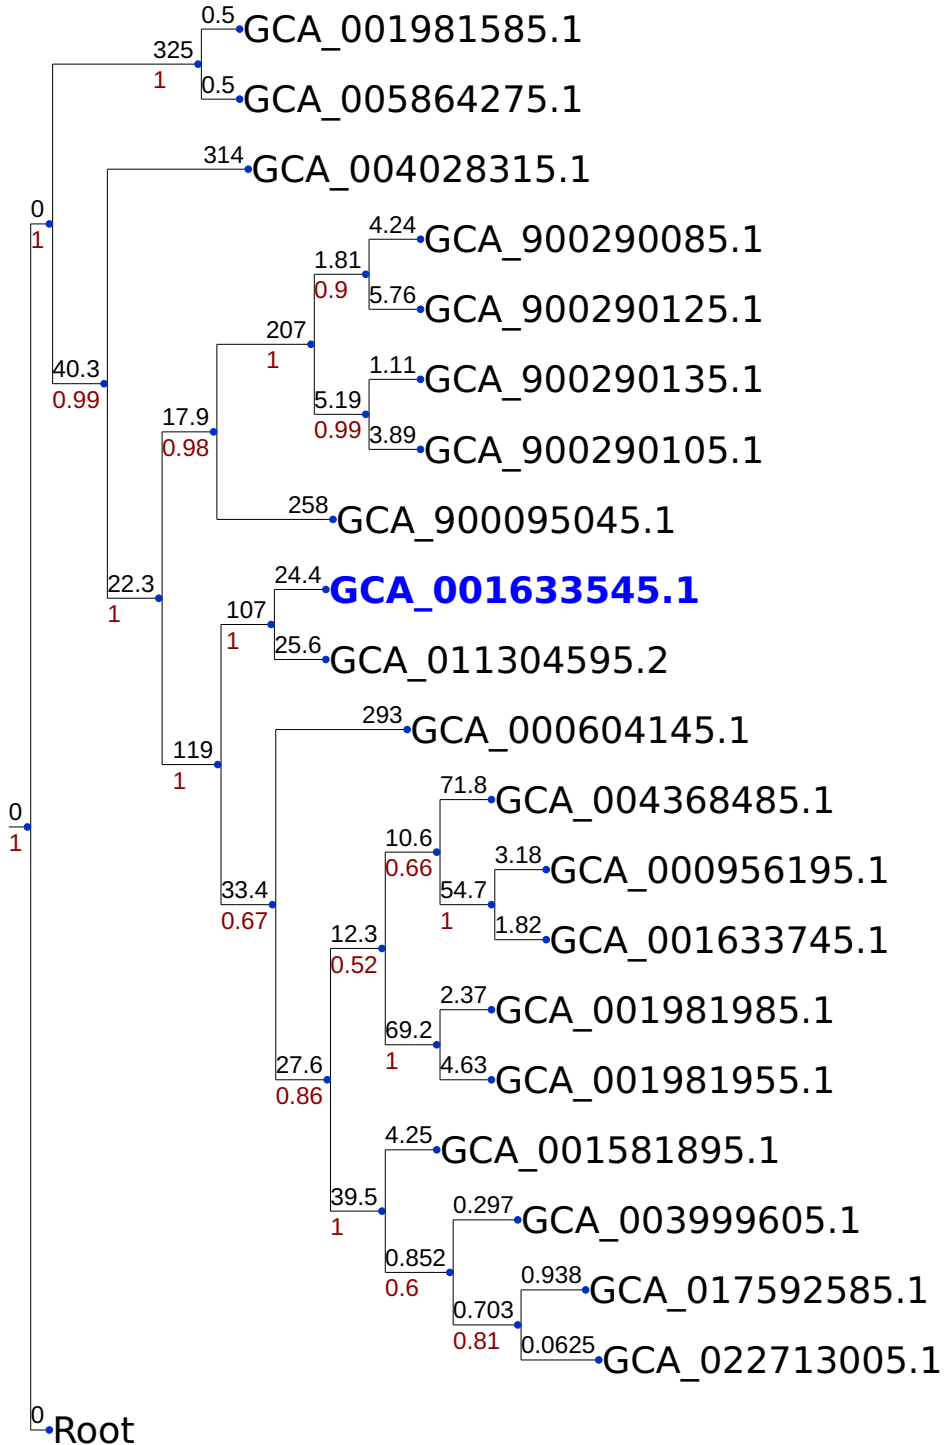 0.5
GCA_001981585.1
325
1
0.5
GCA_005864275.1
314
GCA_004028315.1
0
1
4.24
GCA_900290085.1
1.81
0.9
5.76
GCA_900290125.1
207
1
1.11
GCA_900290135.1
40.3
0.99
5.19
0.99
3.89
GCA_900290105.1
17.9
0.98
258
GCA_900095045.1
22.3
1
24.4
GCA_001633545.1
107
1
25.6
GCA_011304595.2
293
GCA_000604145.1
119
1
71.8
GCA_004368485.1
0
1
10.6
0.66
3.18
GCA_000956195.1
33.4
0.67
54.7
1
1.82
GCA_001633745.1
12.3
0.52
2.37
GCA_001981985.1
69.2
1
27.6
0.86
4.63
GCA_001981955.1
4.25
GCA_001581895.1
39.5
1
0.297
GCA_003999605.1
0.852
0.6
0.938
GCA_017592585.1
0.703
0.81
0.0625
GCA_022713005.1
0
Root